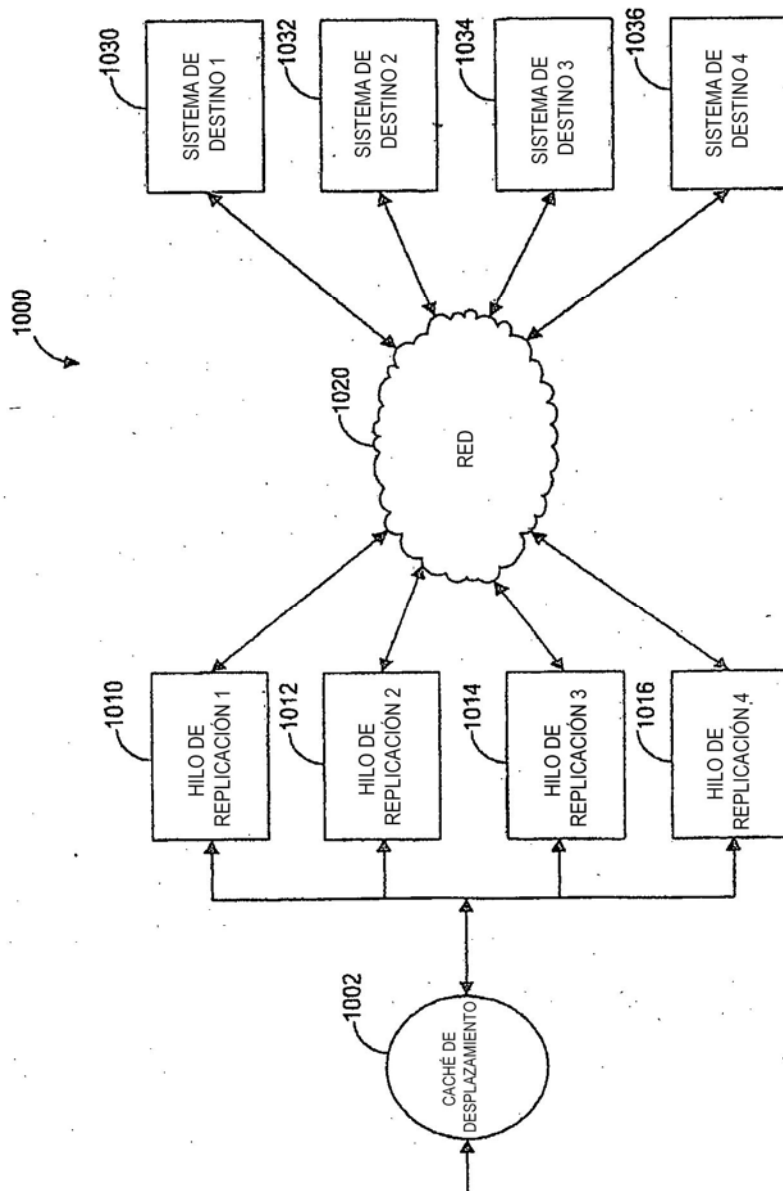 1000
1002
CACHÉ DE
DESPLAZAMIENTO
1010
HILO DE
REPLICACIÓN 1
1012
HILO DE
REPLICACIÓN 2
1014
HILO DE
REPLICACIÓN 3
1016
HILO DE
REPLICACIÓN 4
1020
RED
1030
SISTEMA DE
DESTINO 1
1032
SISTEMA DE
DESTINO 2
1034
SISTEMA DE
DESTINO 3
1036
SISTEMA DE
DESTINO 4